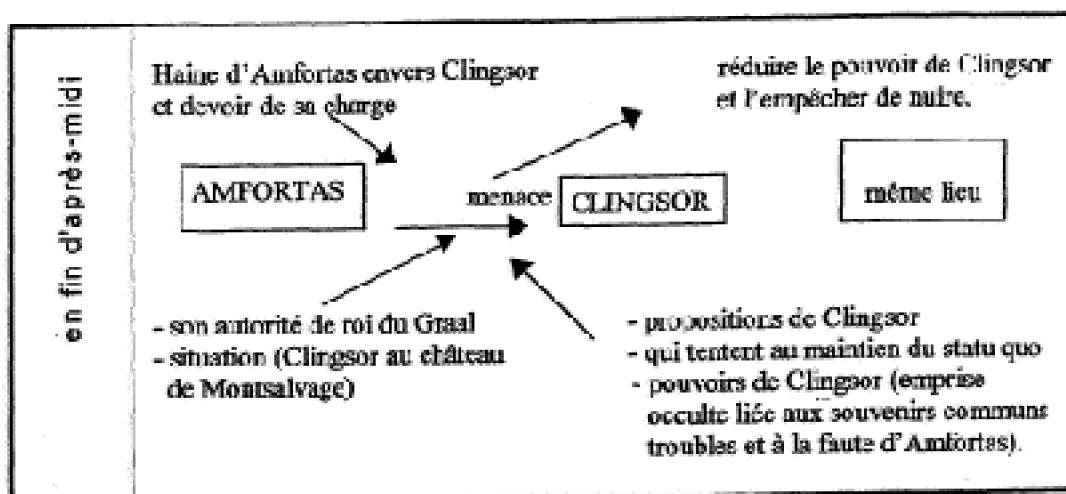 en fin d'après-midi
Haine d'Amfortas envers Clingsor
et devoir de sa charge
réduire le pouvoir de Clingsor
et l'empêcher de nuire.
AMFORTAS
menace
CLINGSOR
même lieu
- son autorité de roi du Graal
- situation (Clingsor au château
de Montsalvage)
- propositions de Clingsor
- qui tentent au maintien du statu quo
- pouvoirs de Clingsor (emprise
occulte liée aux souvenirs communs
troubles et à la faute d'Amfortas).